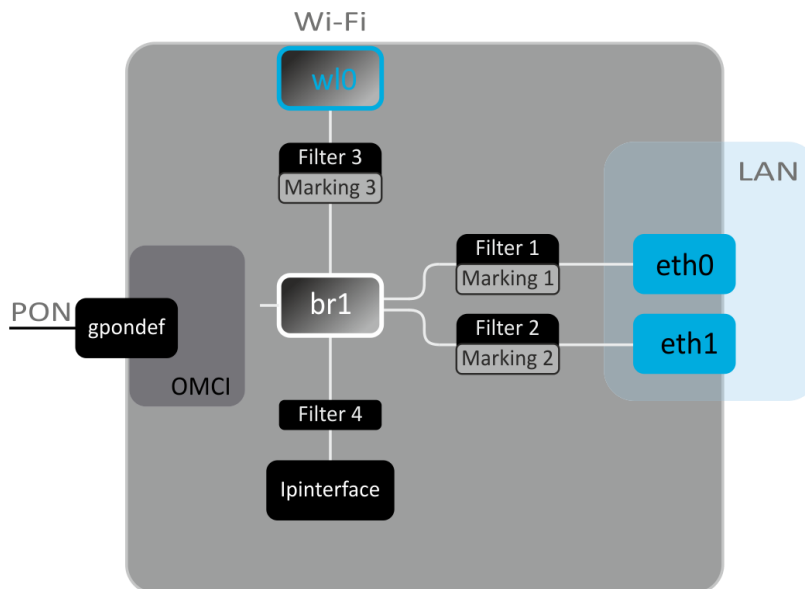 Wi-Fi
wl0
Filter 3
Marking 3
LAN
Filter 1
Marking 1
eth0
PON
gpondef
OMCI
br1
Filter 2
Marking 2
eth1
Filter 4
Ipinterface